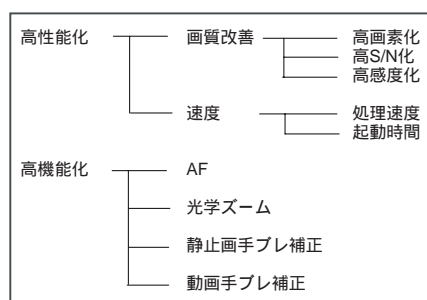 高性能化 画質改善 高画素化
高S/N化
高感度化
速度 処理速度
起動時間
高機能化 AF
光学ズーム
静止画手ブレ補正
動画手ブレ補正